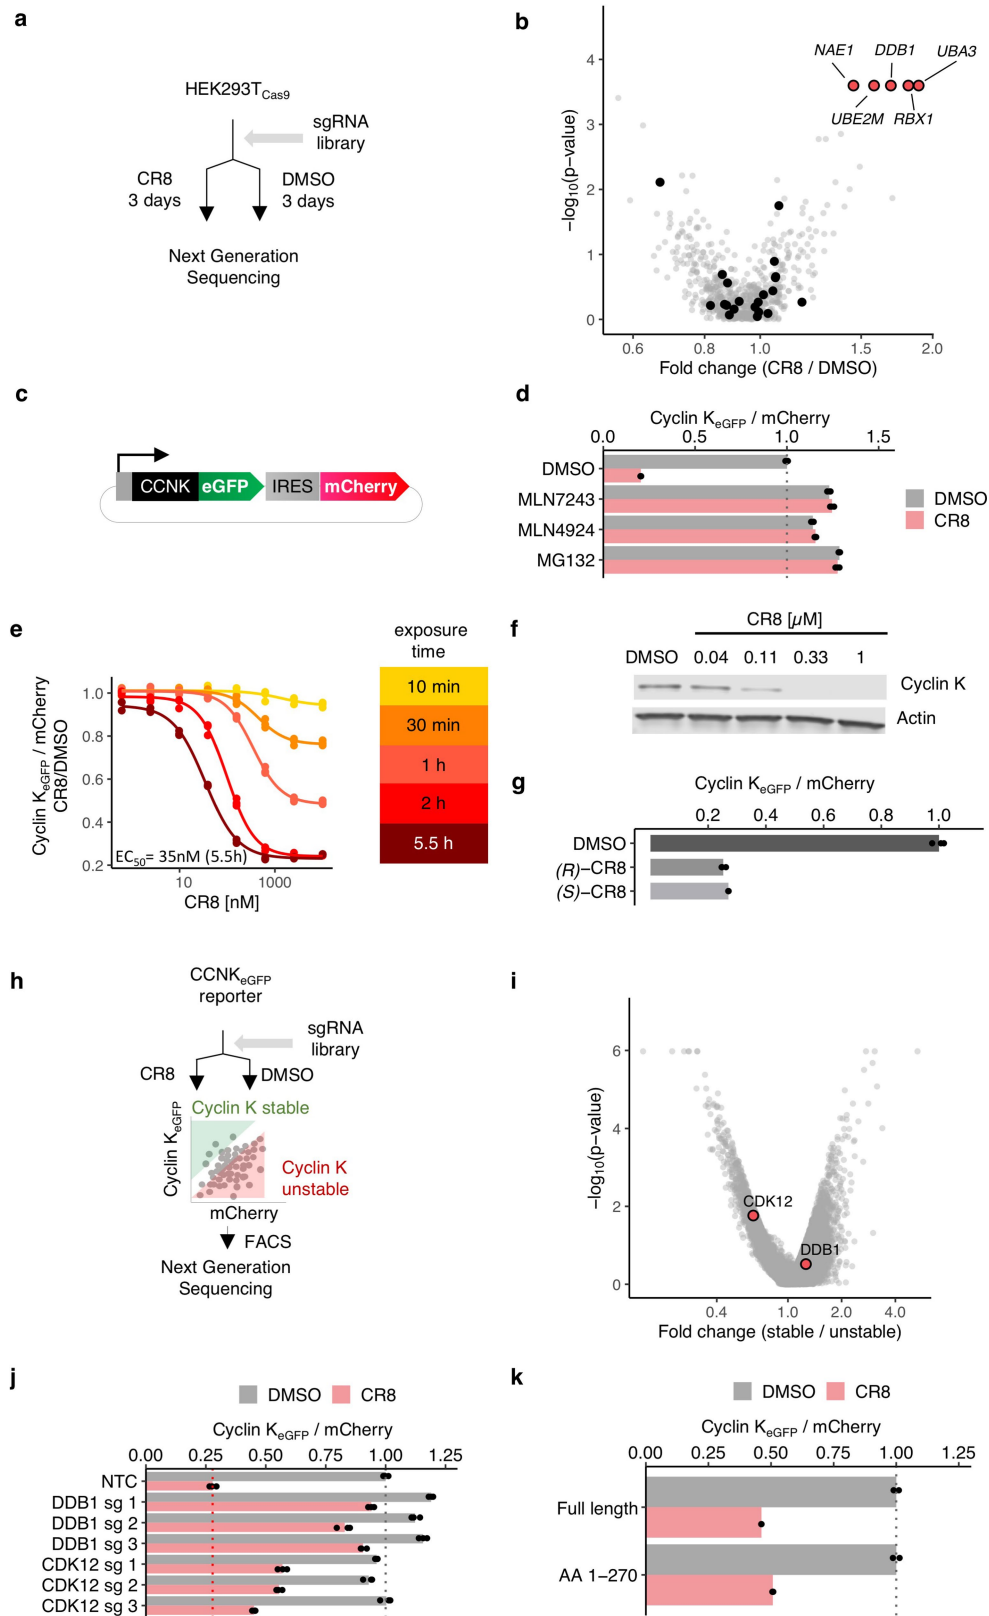 a
HEK293TCas9
sgRNA
library
CR8
3 days
DMSO
3 days
Next Generation
Sequencing
b
−log10(p−value)
4
3
2
1
0
NAE1
DDB1
UBA3
UBE2M
RBX1
0.6
0.8
1.0
1.5
2.0
Fold change (CR8 / DMSO)
c
CCNK
eGFP
IRES
mCherry
d
Cyclin KeGFP / mCherry
0.0
0.5
1.0
1.5
DMSO
MLN7243
MLN4924
MG132
DMSO
CR8
e
Cyclin KeGFP / mCherry
CR8/DMSO
1.0
0.8
0.6
0.4
0.2
EC50= 35nM (5.5h)
10
1000
CR8 [nM]
exposure
time
10 min
30 min
1 h
2 h
5.5 h
f
CR8 [µM]
DMSO
0.04
0.11
0.33
1
Cyclin K
Actin
g
Cyclin KeGFP / mCherry
0.2
0.4
0.6
0.8
1.0
DMSO
(R)−CR8
(S)−CR8
h
CCNKeGFP
reporter
sgRNA
library
CR8
DMSO
Cyclin K stable
Cyclin KeGFP
Cyclin K
unstable
mCherry
FACS
Next Generation
Sequencing
i
−log10(p−value)
6
4
2
0
CDK12
DDB1
0.4
1.0
2.0
4.0
Fold change (stable / unstable)
j
DMSO
CR8
Cyclin KeGFP / mCherry
0.00
0.25
0.50
0.75
1.00
1.25
NTC
DDB1 sg 1
DDB1 sg 2
DDB1 sg 3
CDK12 sg 1
CDK12 sg 2
CDK12 sg 3
k
DMSO
CR8
Cyclin KeGFP / mCherry
0.00
0.25
0.50
0.75
1.00
1.25
Full length
AA 1−270